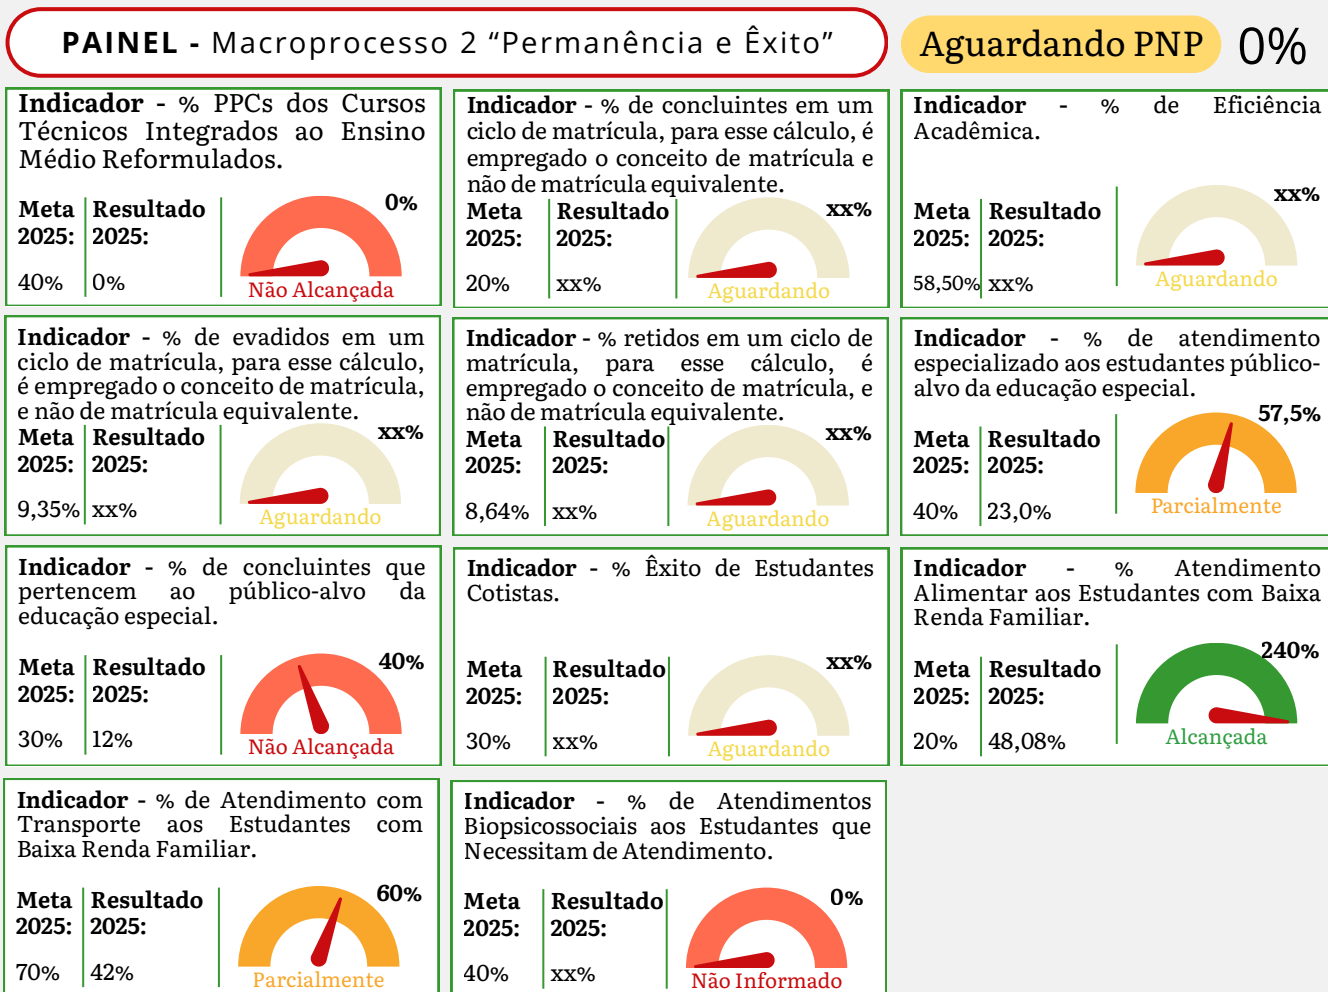 PAINEL - Macroprocesso 2 “Permanência e Êxito”
Aguardando PNP 0%
Indicador - % PPCs dos Cursos
Técnicos Integrados ao Ensino
Médio Reformulados.
Meta
2025:
40%
Resultado
2025:
0%
0%
Não Alcançada
Indicador - % de concluintes em um
ciclo de matrícula, para esse cálculo, é
empregado o conceito de matrícula e
não de matrícula equivalente.
Meta
2025:
20%
Resultado
2025:
xx%
xx%
Aguardando
Indicador - % de Eficiência
Acadêmica.
Meta
2025:
58,50%
Resultado
2025:
xx%
xx%
Aguardando
Indicador - % de evadidos em um
ciclo de matrícula, para esse cálculo,
é empregado o conceito de matrícula,
e não de matrícula equivalente.
Meta
2025:
9,35%
Resultado
2025:
xx%
xx%
Aguardando
Indicador - % retidos em um ciclo de
matrícula, para esse cálculo, é
empregado o conceito de matrícula, e
não de matrícula equivalente.
Meta
2025:
8,64%
Resultado
2025:
xx%
xx%
Aguardando
Indicador - % de atendimento
especializado aos estudantes público-
alvo da educação especial.
Meta
2025:
40%
Resultado
2025:
23,0%
57,5%
Parcialmente
Indicador - % de concluintes que
pertencem ao público-alvo da
educação especial.
Meta
2025:
30%
Resultado
2025:
12%
40%
Não Alcançada
Indicador - % Êxito de Estudantes
Cotistas.
Meta
2025:
30%
Resultado
2025:
xx%
xx%
Aguardando
Indicador - % Atendimento
Alimentar aos Estudantes com Baixa
Renda Familiar.
Meta
2025:
20%
Resultado
2025:
48,08%
240%
Alcançada
Indicador - % de Atendimento com
Transporte aos Estudantes com
Baixa Renda Familiar.
Meta
2025:
70%
Resultado
2025:
42%
60%
Parcialmente
Indicador - % de Atendimentos
Biopsicossociais aos Estudantes que
Necessitam de Atendimento.
Meta
2025:
40%
Resultado
2025:
xx%
0%
Não Informado